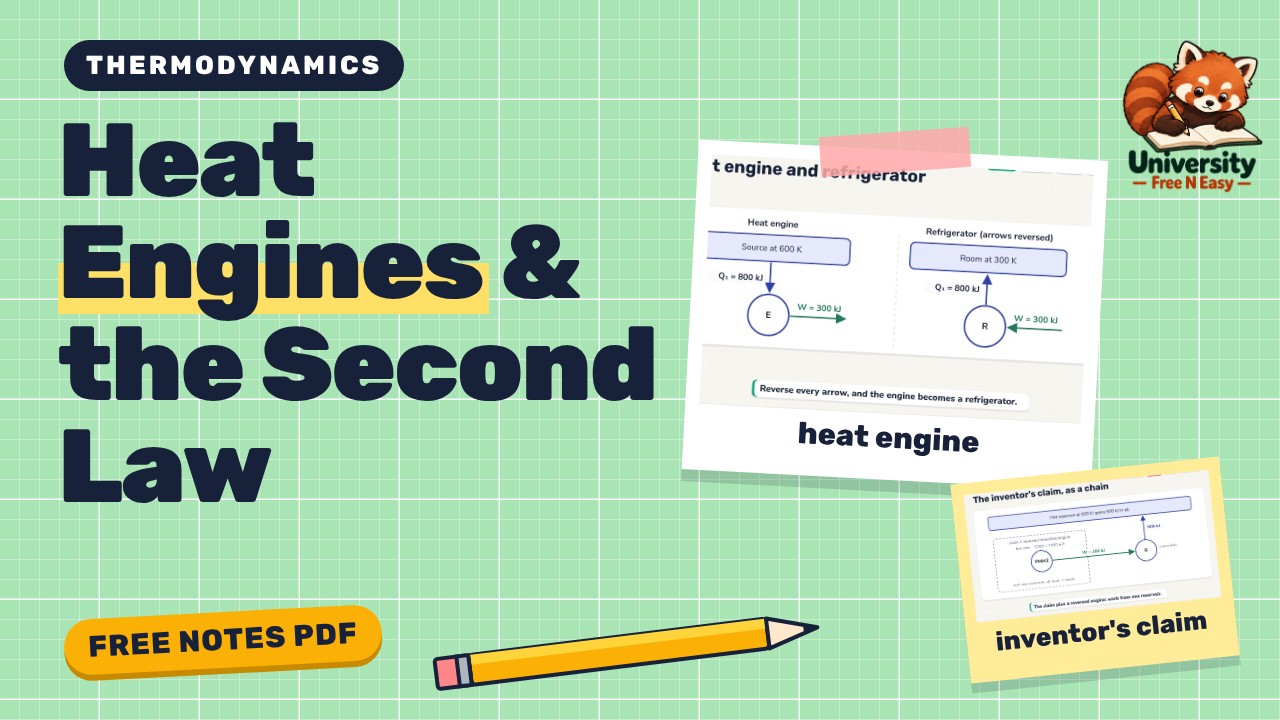 THERMODYNAMICS
Heat
Engines &
the Second
Law
FREE NOTES PDF
University
Free N Easy
t engine and refrigerator
Heat engine
Refrigerator (arrows reversed)
Source at 600 K
Room at 300 K
Q₁ = 800 kJ
Q₁ = 800 kJ
E
W = 300 kJ
R
W = 300 kJ
Reverse every arrow, and the engine becomes a refrigerator.
heat engine
The inventor's claim, as a chain
500 kJ
PMM2
R
The claim plus a reversed engine: work from one reservoir.
inventor's claim